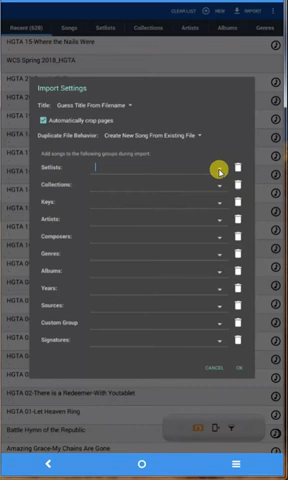 CLEAR LIST NEW IMPORT
Recent (628) Songs Setlists Collections Artists Albums Genres
HGTA 15-Where the Nails Were
WCS Spring 2018_HGTA
Import Settings
Title: Guess Title From Filename
Automatically crop pages
Duplicate File Behavior: Create New Song From Existing File
Add songs to the following groups during import:
Setlists:
Collections:
Keys:
Artists:
Composers:
Genres:
Albums:
Years:
Sources:
Custom Group
Signatures:
CANCEL OK
HGTA 02-There is a Redeemer-With Youtablet
HGTA 01-Let Heaven Ring
Battle Hymn of the Republic
Amazing Grace-My Chains Are Gone